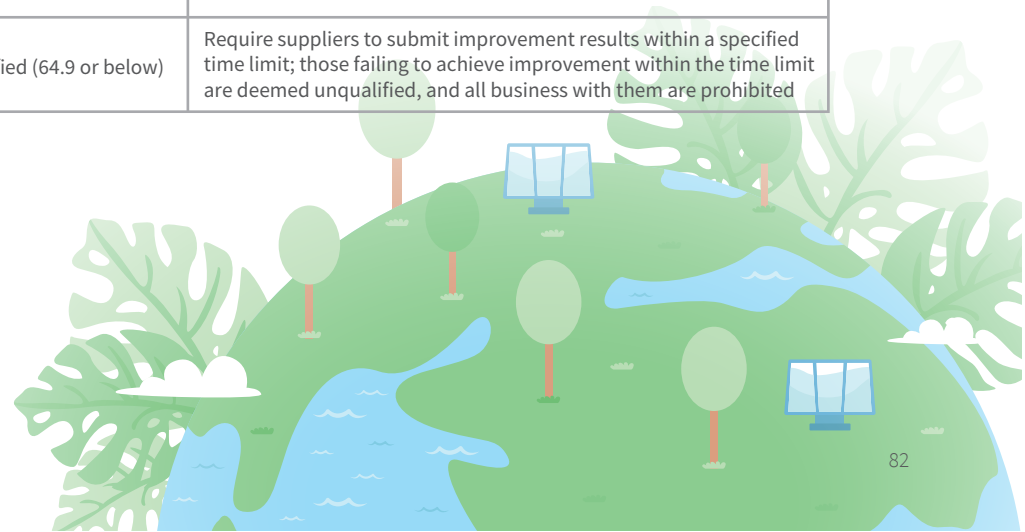 ied (64.9 or below)
Require suppliers to submit improvement results within a specified
time limit; those failing to achieve improvement within the time limit
are deemed unqualified, and all business with them are prohibited
82